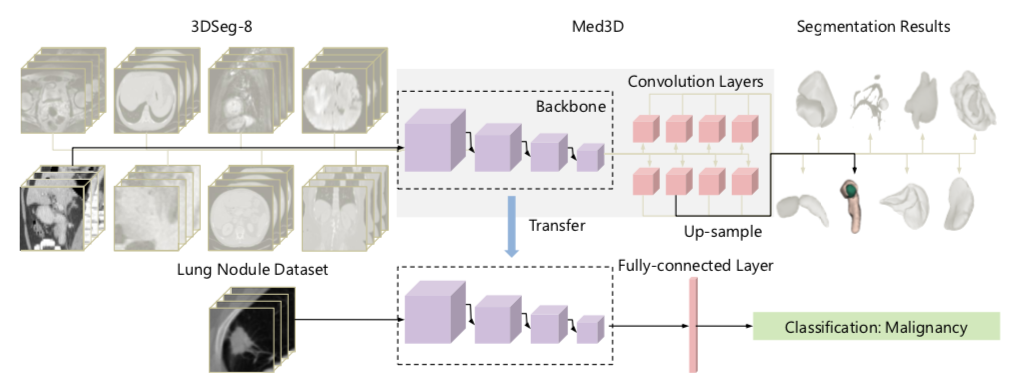 3DSeg-8
Med3D
Segmentation Results
Convolution Layers
Backbone
Transfer
Up-sample
Lung Nodule Dataset
Fully-connected Layer
Classification: Malignancy